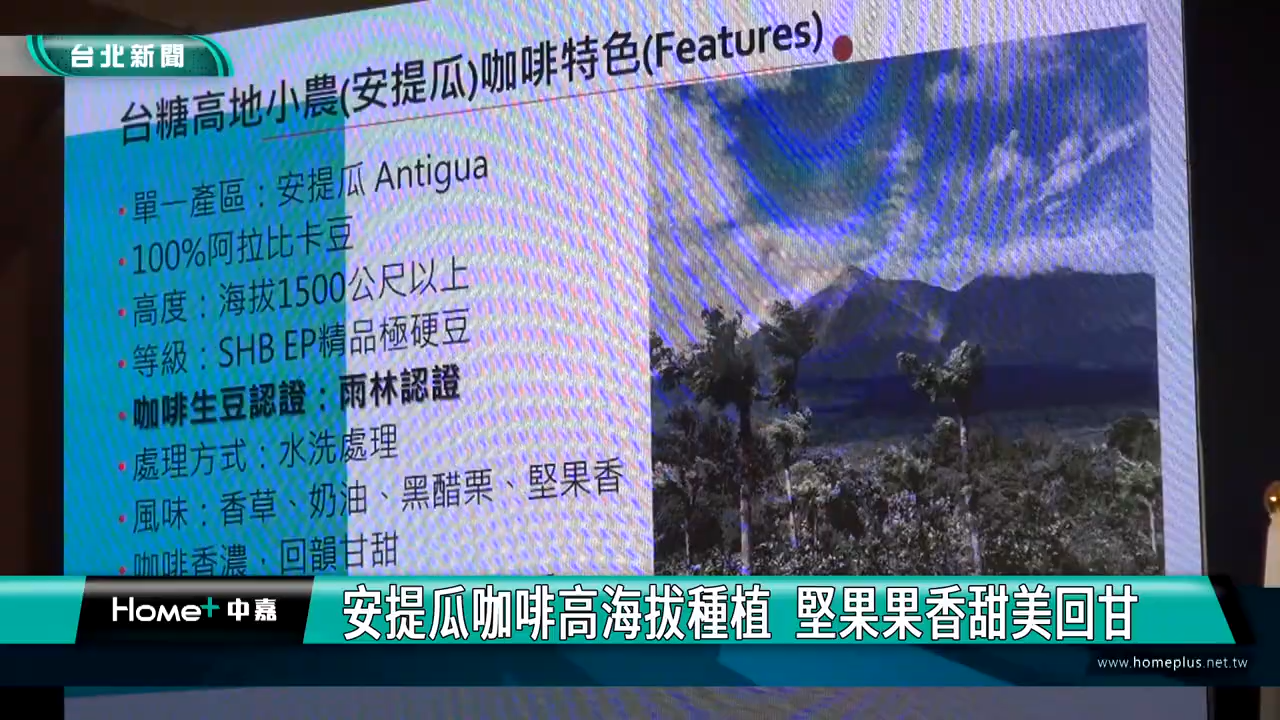 台北新聞
台糖高地小農(安提瓜)咖啡特色(Features)
單一產區：安提瓜 Antigua
100%阿拉比卡豆
高度：海拔1500公尺以上
等級：SHB EP精品極硬豆
咖啡生豆認證：雨林認證
處理方式：水洗處理
風味：香草、奶油、黑醋栗、堅果香
咖啡香濃，回韻甘甜
Home+中嘉
安提瓜咖啡高海拔種植 堅果果香甜美回甘
www.homeplus.net.tw